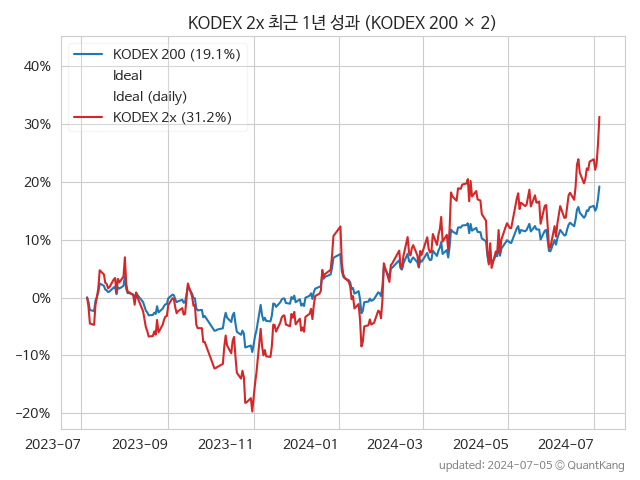 KODEX 2x 최근 1년 성과 (KODEX 200 × 2)
KODEX 200 (19.1%)
Ideal
Ideal (daily)
KODEX 2x (31.2%)
40%
30%
20%
10%
0%
−10%
−20%
2023-07
2023-09
2023-11
2024-01
2024-03
2024-05
2024-07
updated: 2024-07-05 © QuantKang